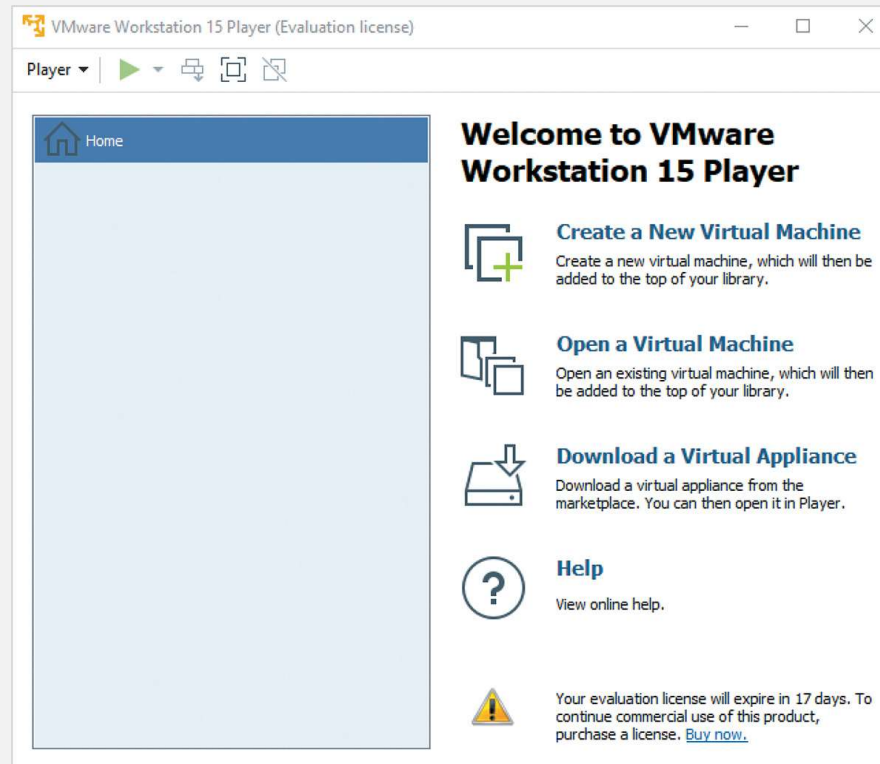 VMware Workstation 15 Player (Evaluation license)
Player
Home
Welcome to VMware
Workstation 15 Player
Create a New Virtual Machine
Create a new virtual machine, which will then be
added to the top of your library.
Open a Virtual Machine
Open an existing virtual machine, which will then
be added to the top of your library.
Download a Virtual Appliance
Download a virtual appliance from the
marketplace. You can then open it in Player.
Help
View online help.
Your evaluation license will expire in 17 days. To
continue commercial use of this product,
purchase a license. Buy now.